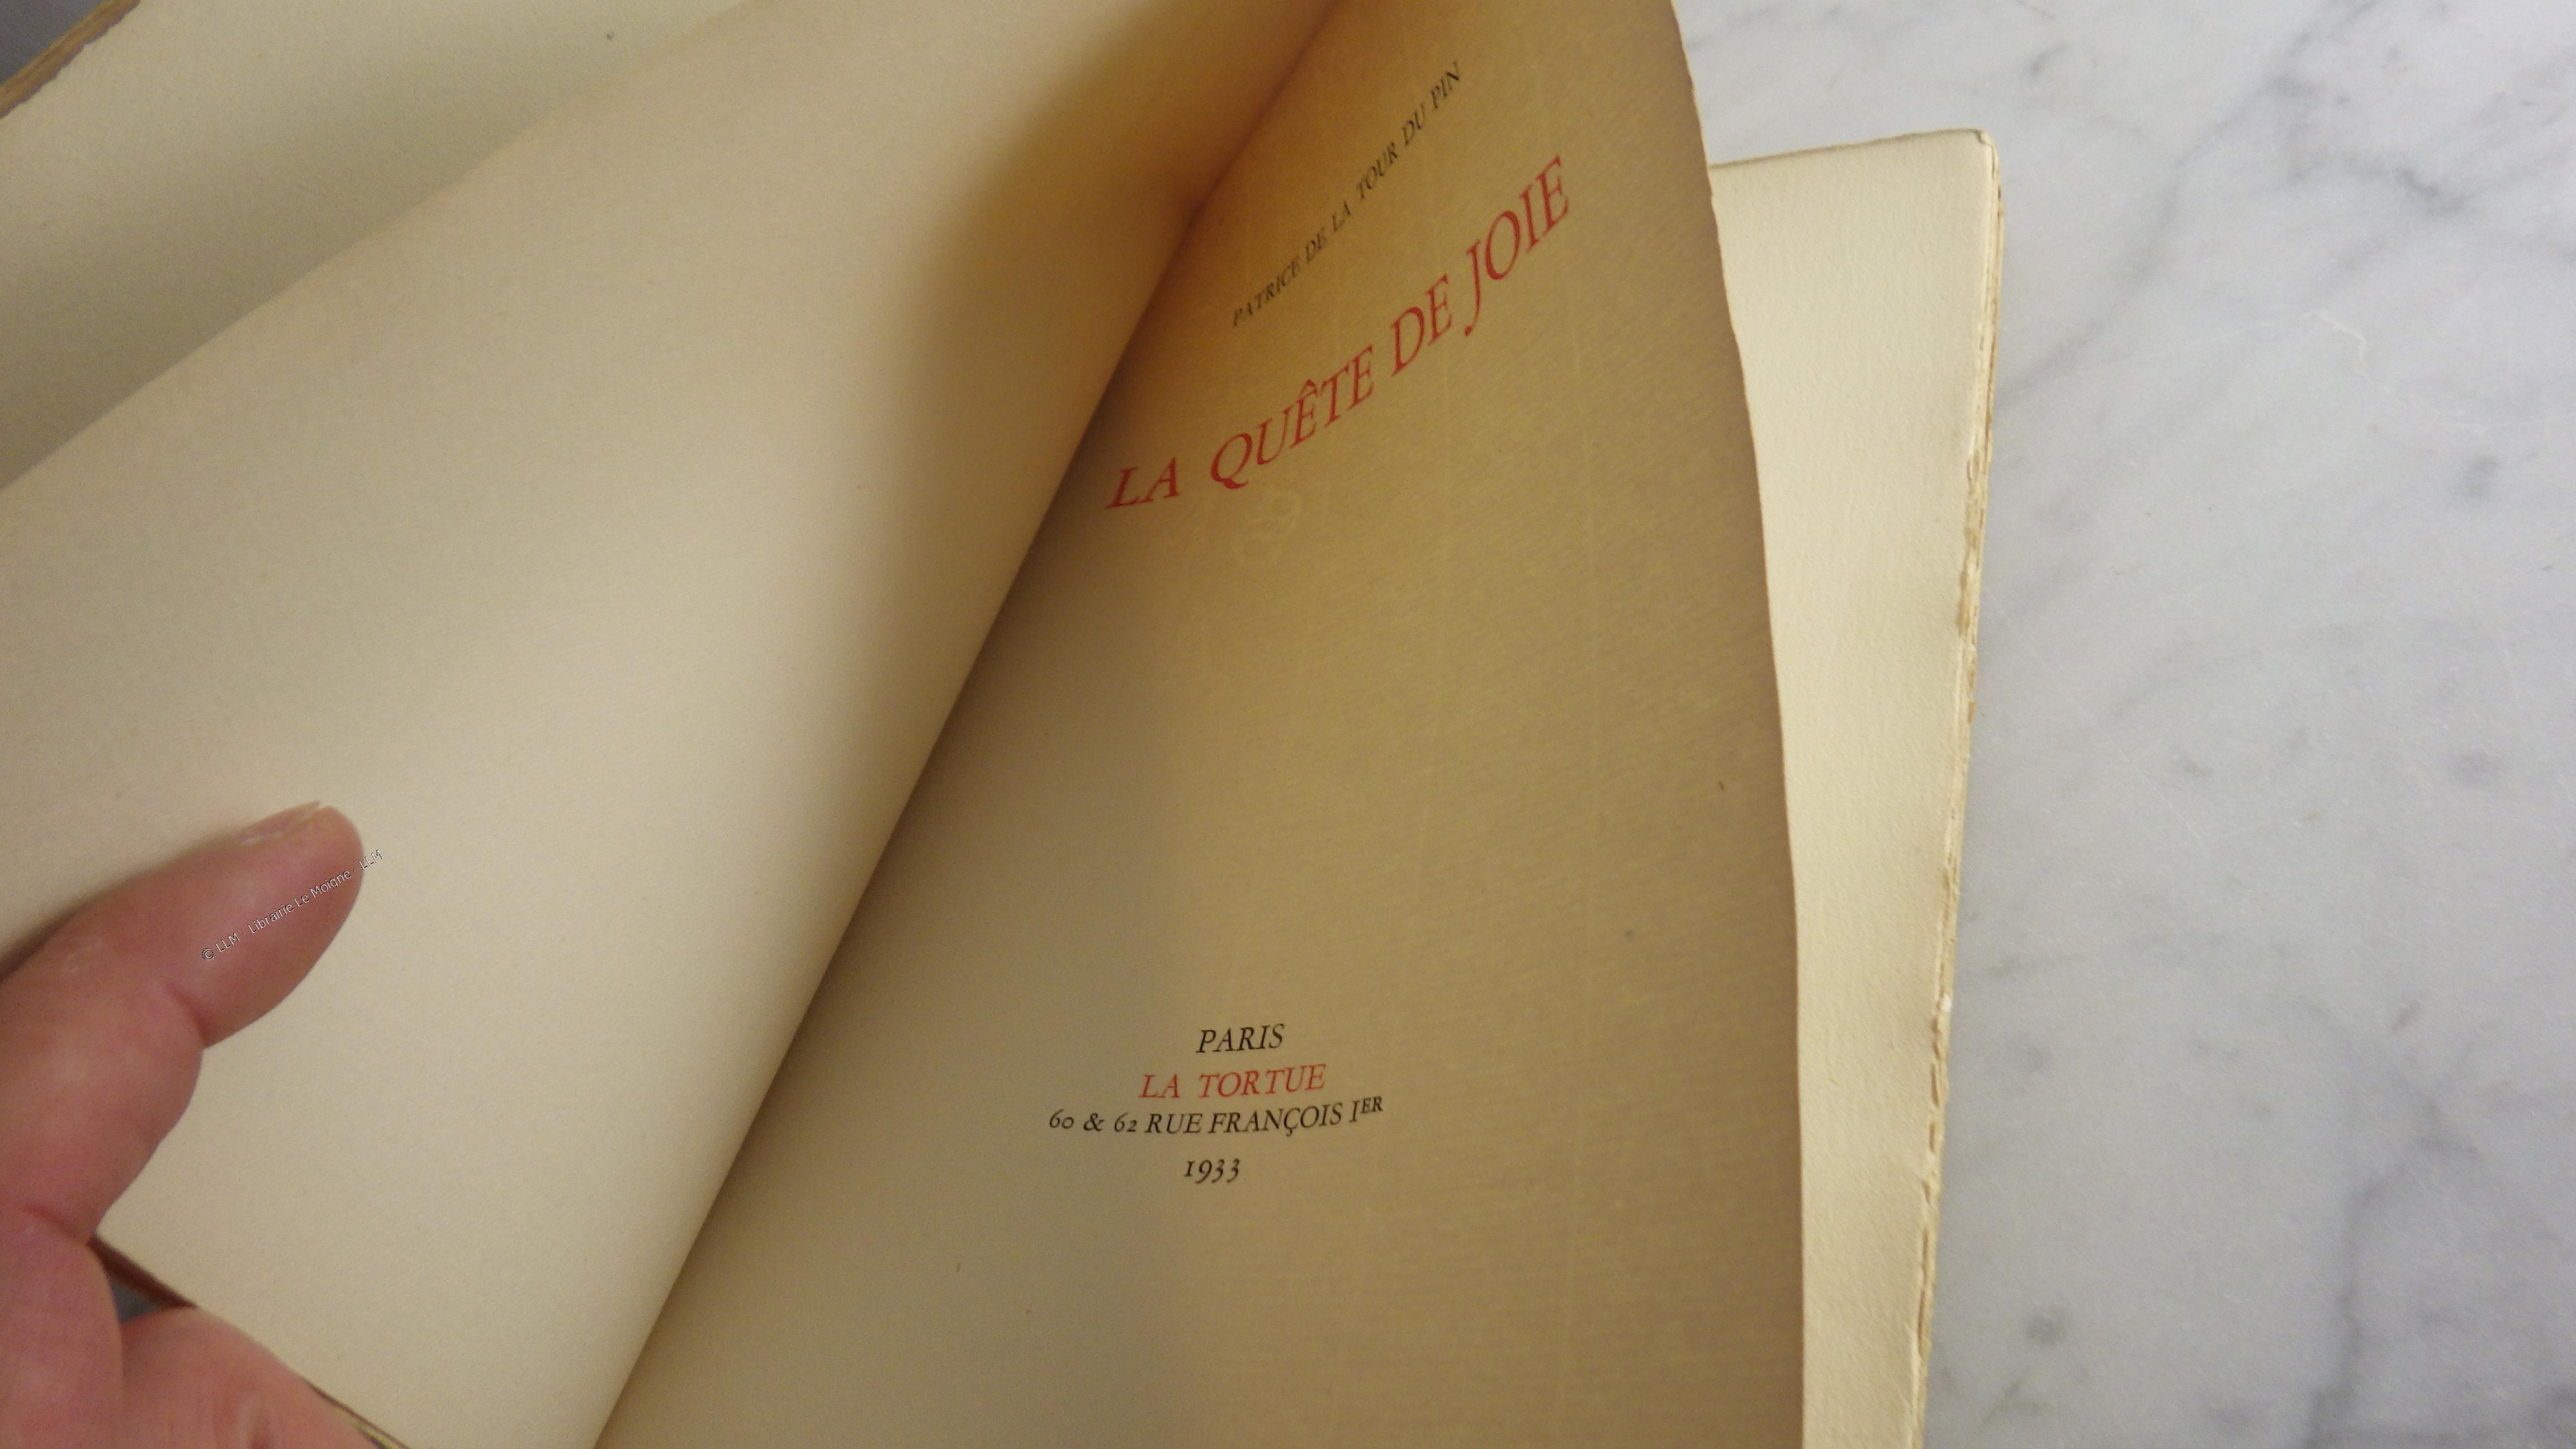 PATRICE DE LA TOUR DU PIN
LA QUÊTE DE JOIE
PARIS
LA TORTUE
60 & 62 RUE FRANÇOIS IER
1933
© LLM - Librairie Le Moigne - LLM